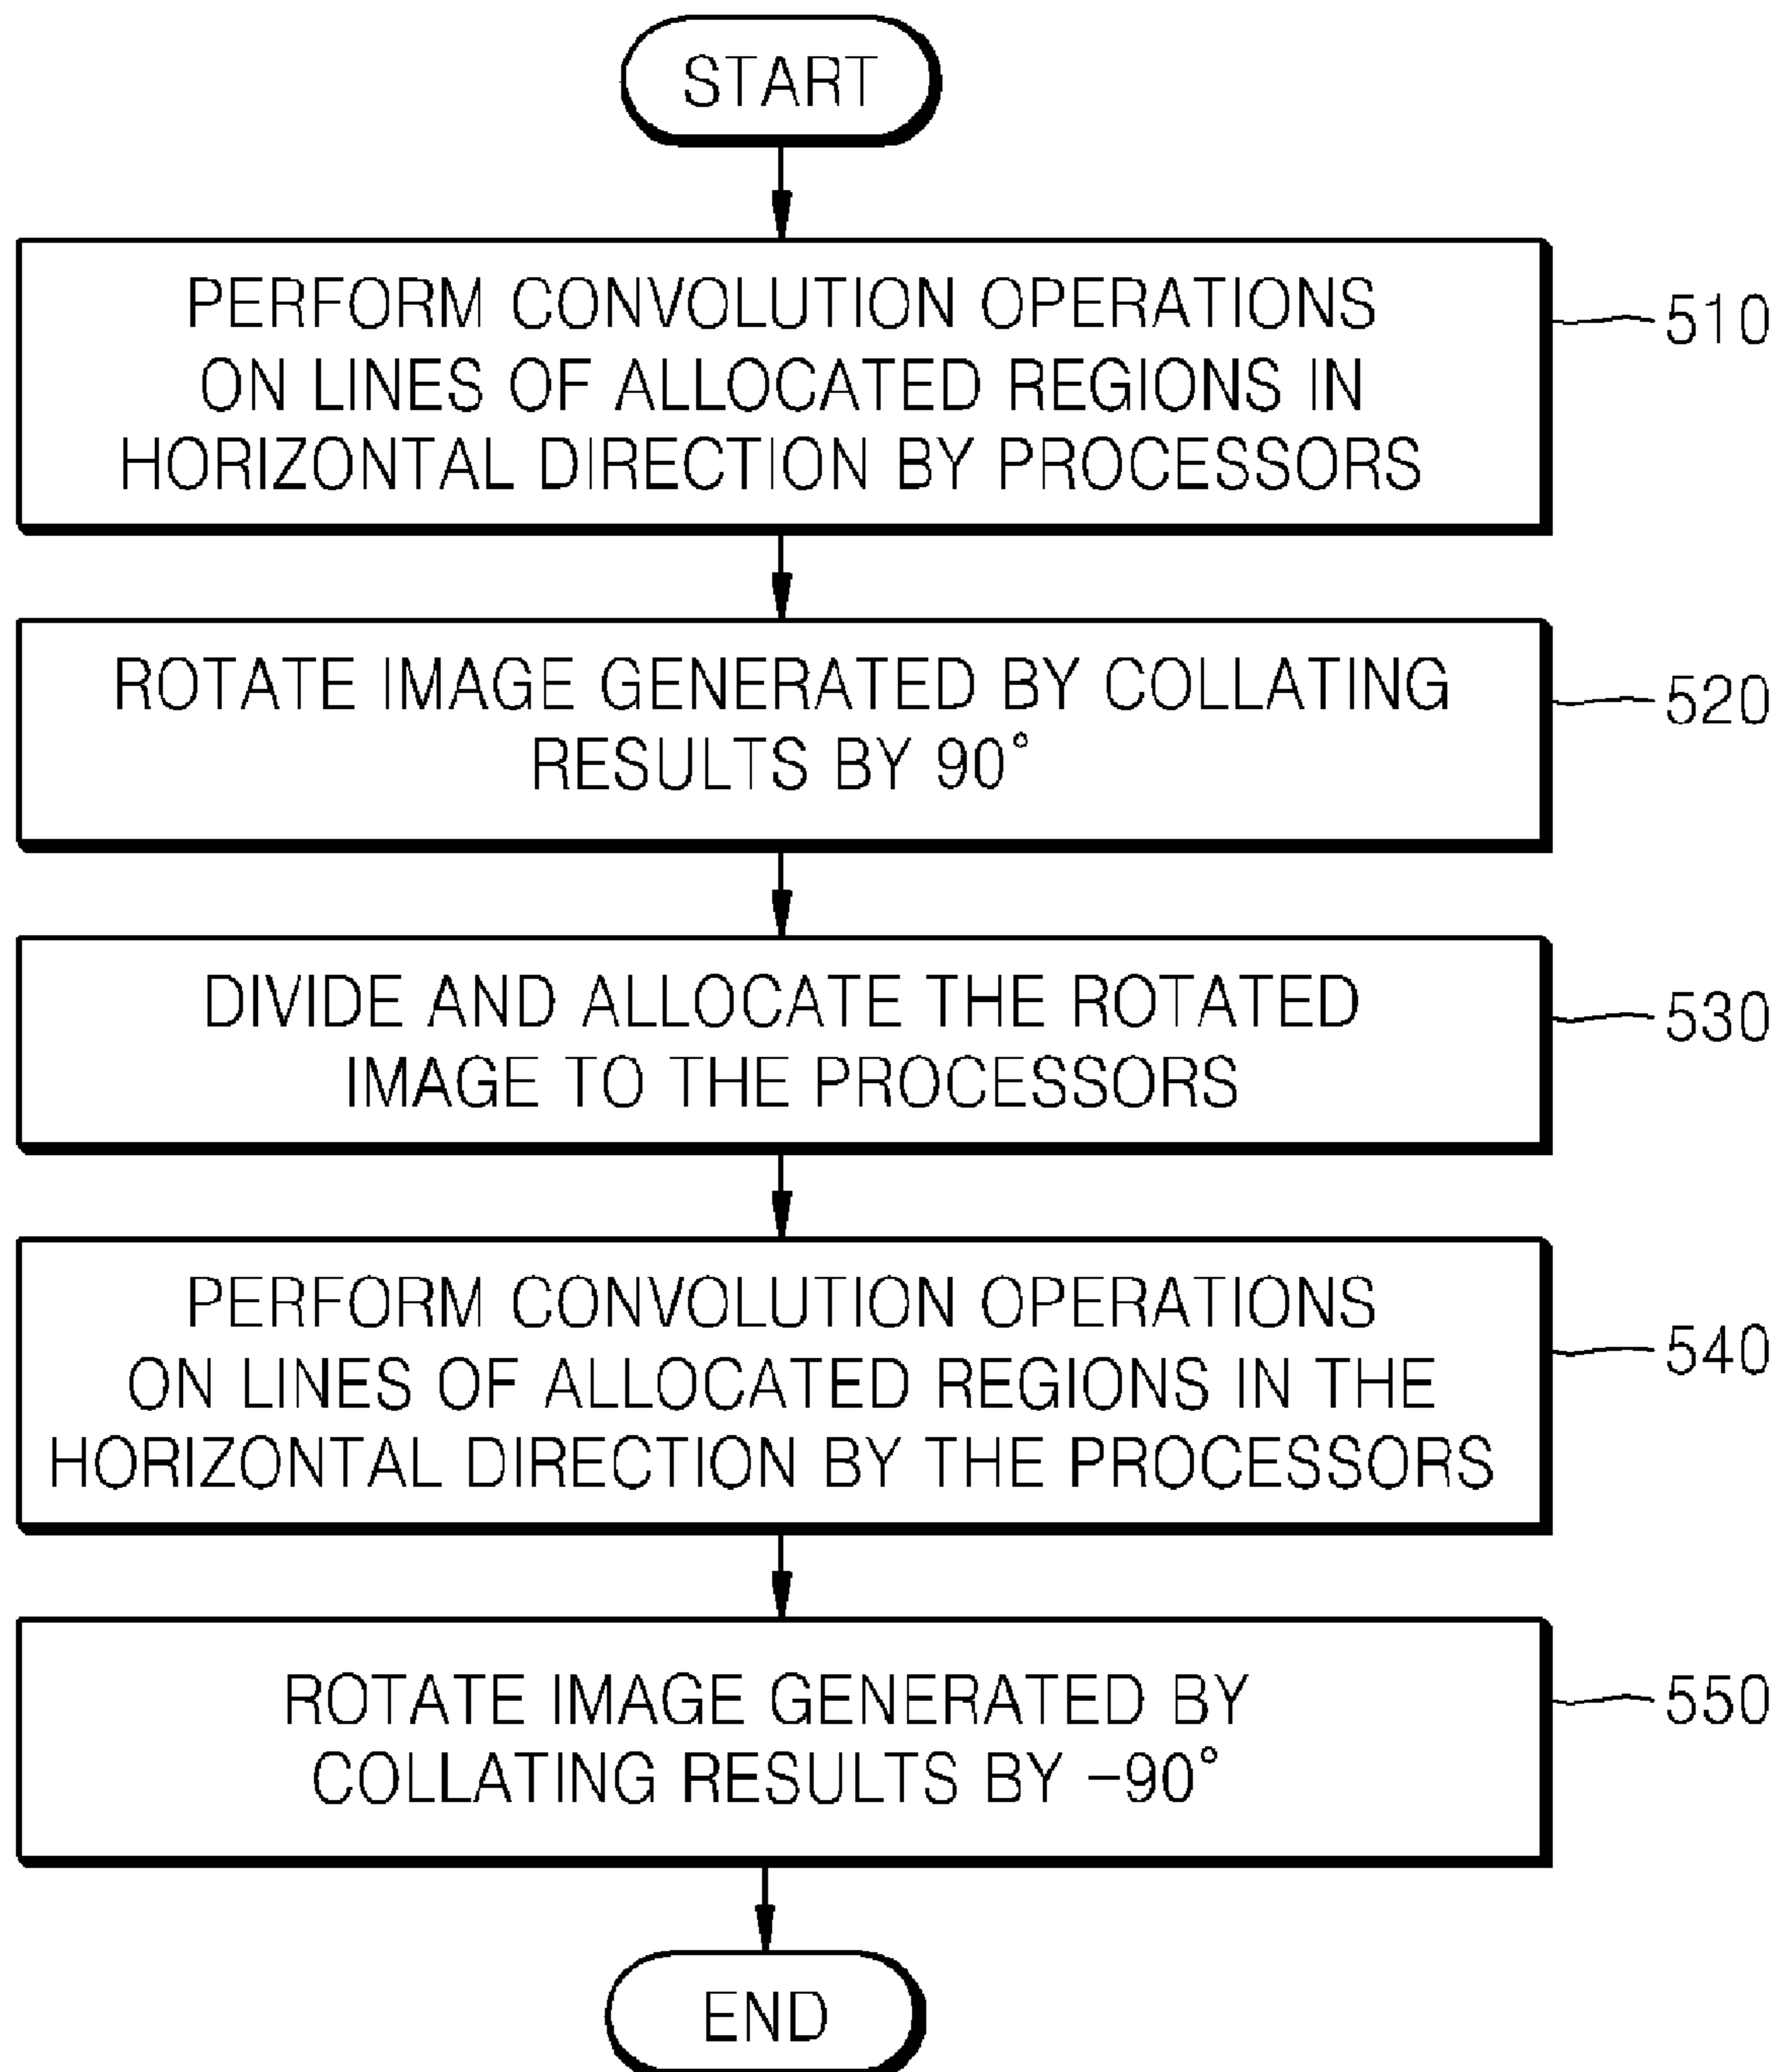 START
PERFORM CONVOLUTION OPERATIONS
ON LINES OF ALLOCATED REGIONS IN
HORIZONTAL DIRECTION BY PROCESSORS
510
ROTATE IMAGE GENERATED BY COLLATING
RESULTS BY 90°
520
DIVIDE AND ALLOCATE THE ROTATED
IMAGE TO THE PROCESSORS
530
PERFORM CONVOLUTION OPERATIONS
ON LINES OF ALLOCATED REGIONS IN THE
HORIZONTAL DIRECTION BY THE PROCESSORS
540
ROTATE IMAGE GENERATED BY
COLLATING RESULTS BY −90°
550
END